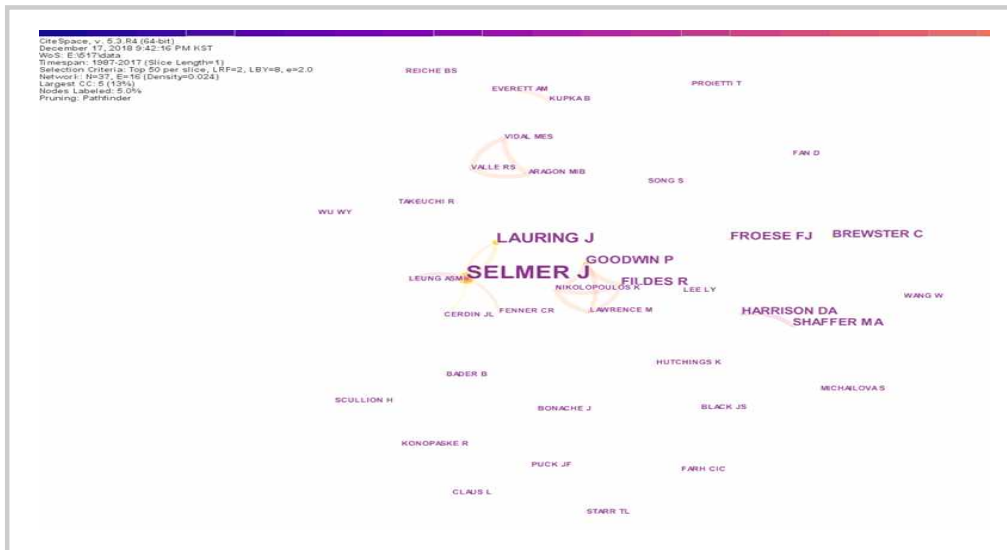 CiteSpace, v. 5.3.R4 (64-bit)
December 17, 2018 9:42:16 PM KST
WoS: E:\517\data
Timespan: 1987-2017 (Slice Length=1)
Selection Criteria: Top 50 per slice, LRF=2, LBY=8, e=2.0
Network: N=37, E=16 (Density=0.024)
Largest CC: 5 (13%)
Nodes Labeled: 5.0%
Pruning: Pathfinder
REICHE BS
PROIETTI T
EVERETT AM
KUPKA B
VIDAL MES
FAN D
VALLE RS
ARAGON MIB
SONG S
TAKEUCHI R
WU WY
LAURING J
FROESE FJ
BREWSTER C
GOODWIN P
SELMER J
LEUNG ASM
FILDES R
NIKOLOPOULOS K
LEE LY
WANG W
CERDIN JL
FENNER CR
LAWRENCE M
HARRISON DA
SHAFFER MA
HUTCHINGS K
BADER B
MICHAILOVA S
SCULLION H
BONACHE J
BLACK JS
KONOPASKE R
PUCK JF
FARH CIC
CLAUS L
STARR TL